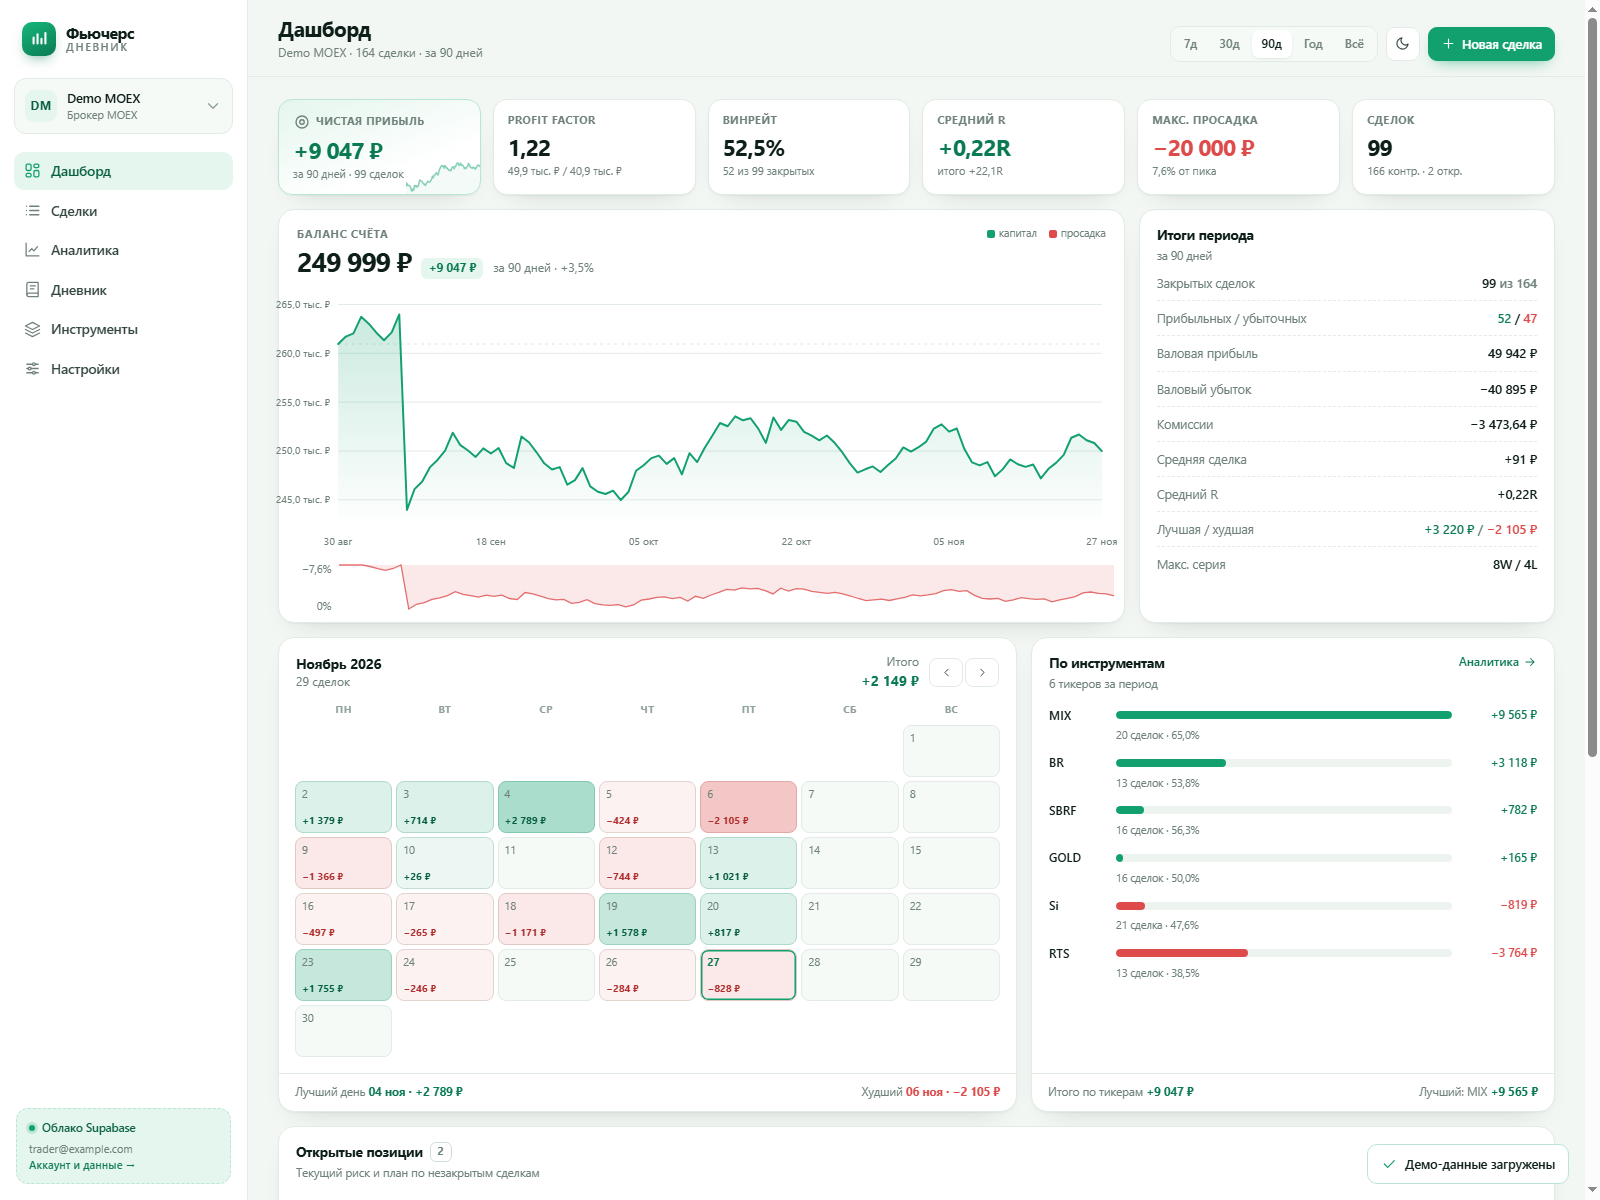 Фьючерс
ДНЕВНИК
DM
Demo MOEX
Брокер MOEX
Дашборд
Сделки
Аналитика
Дневник
Инструменты
Настройки
Облако Supabase
trader@example.com
Аккаунт и данные →
Дашборд
Demo MOEX · 164 сделки · за 90 дней
7д 30д 90д Год Всё
Новая сделка
ЧИСТАЯ ПРИБЫЛЬ
+9 047 ₽
за 90 дней · 99 сделок
PROFIT FACTOR
1,22
49,9 тыс. ₽ / 40,9 тыс. ₽
ВИНРЕЙТ
52,5%
52 из 99 закрытых
СРЕДНИЙ R
+0,22R
итого +22,1R
МАКС. ПРОСАДКА
−20 000 ₽
7,6% от пика
СДЕЛОК
99
166 контр. · 2 откр.
БАЛАНС СЧЁТА
капитал просадка
249 999 ₽ +9 047 ₽ за 90 дней · +3,5%
265,0 тыс. ₽
260,0 тыс. ₽
255,0 тыс. ₽
250,0 тыс. ₽
245,0 тыс. ₽
30 авг 18 сен 05 окт 22 окт 05 ноя 27 ноя
−7,6%
0%
Итоги периода
за 90 дней
Закрытых сделок 99 из 164
Прибыльных / убыточных 52 / 47
Валовая прибыль 49 942 ₽
Валовый убыток −40 895 ₽
Комиссии −3 473,64 ₽
Средняя сделка +91 ₽
Средний R +0,22R
Лучшая / худшая +3 220 ₽ / −2 105 ₽
Макс. серия 8W / 4L
Ноябрь 2026
29 сделок
Итого
+2 149 ₽
ПН ВТ СР ЧТ ПТ СБ ВС
1
2 3 4 5 6 7 8
+1 379 ₽ +714 ₽ +2 789 ₽ −424 ₽ −2 105 ₽
9 10 11 12 13 14 15
−1 366 ₽ +26 ₽ −744 ₽ +1 021 ₽
16 17 18 19 20 21 22
−497 ₽ −265 ₽ −1 171 ₽ +1 578 ₽ +817 ₽
23 24 25 26 27 28 29
+1 755 ₽ −246 ₽ −284 ₽ −828 ₽
30
Лучший день 04 ноя · +2 789 ₽ Худший 06 ноя · −2 105 ₽
По инструментам
Аналитика →
6 тикеров за период
MIX +9 565 ₽
20 сделок · 65,0%
BR +3 118 ₽
13 сделок · 53,8%
SBRF +782 ₽
16 сделок · 56,3%
GOLD +165 ₽
16 сделок · 50,0%
Si −819 ₽
21 сделка · 47,6%
RTS −3 764 ₽
13 сделок · 38,5%
Итого по тикерам +9 047 ₽ Лучший: MIX +9 565 ₽
Открытые позиции 2
Текущий риск и план по незакрытым сделкам
Демо-данные загружены